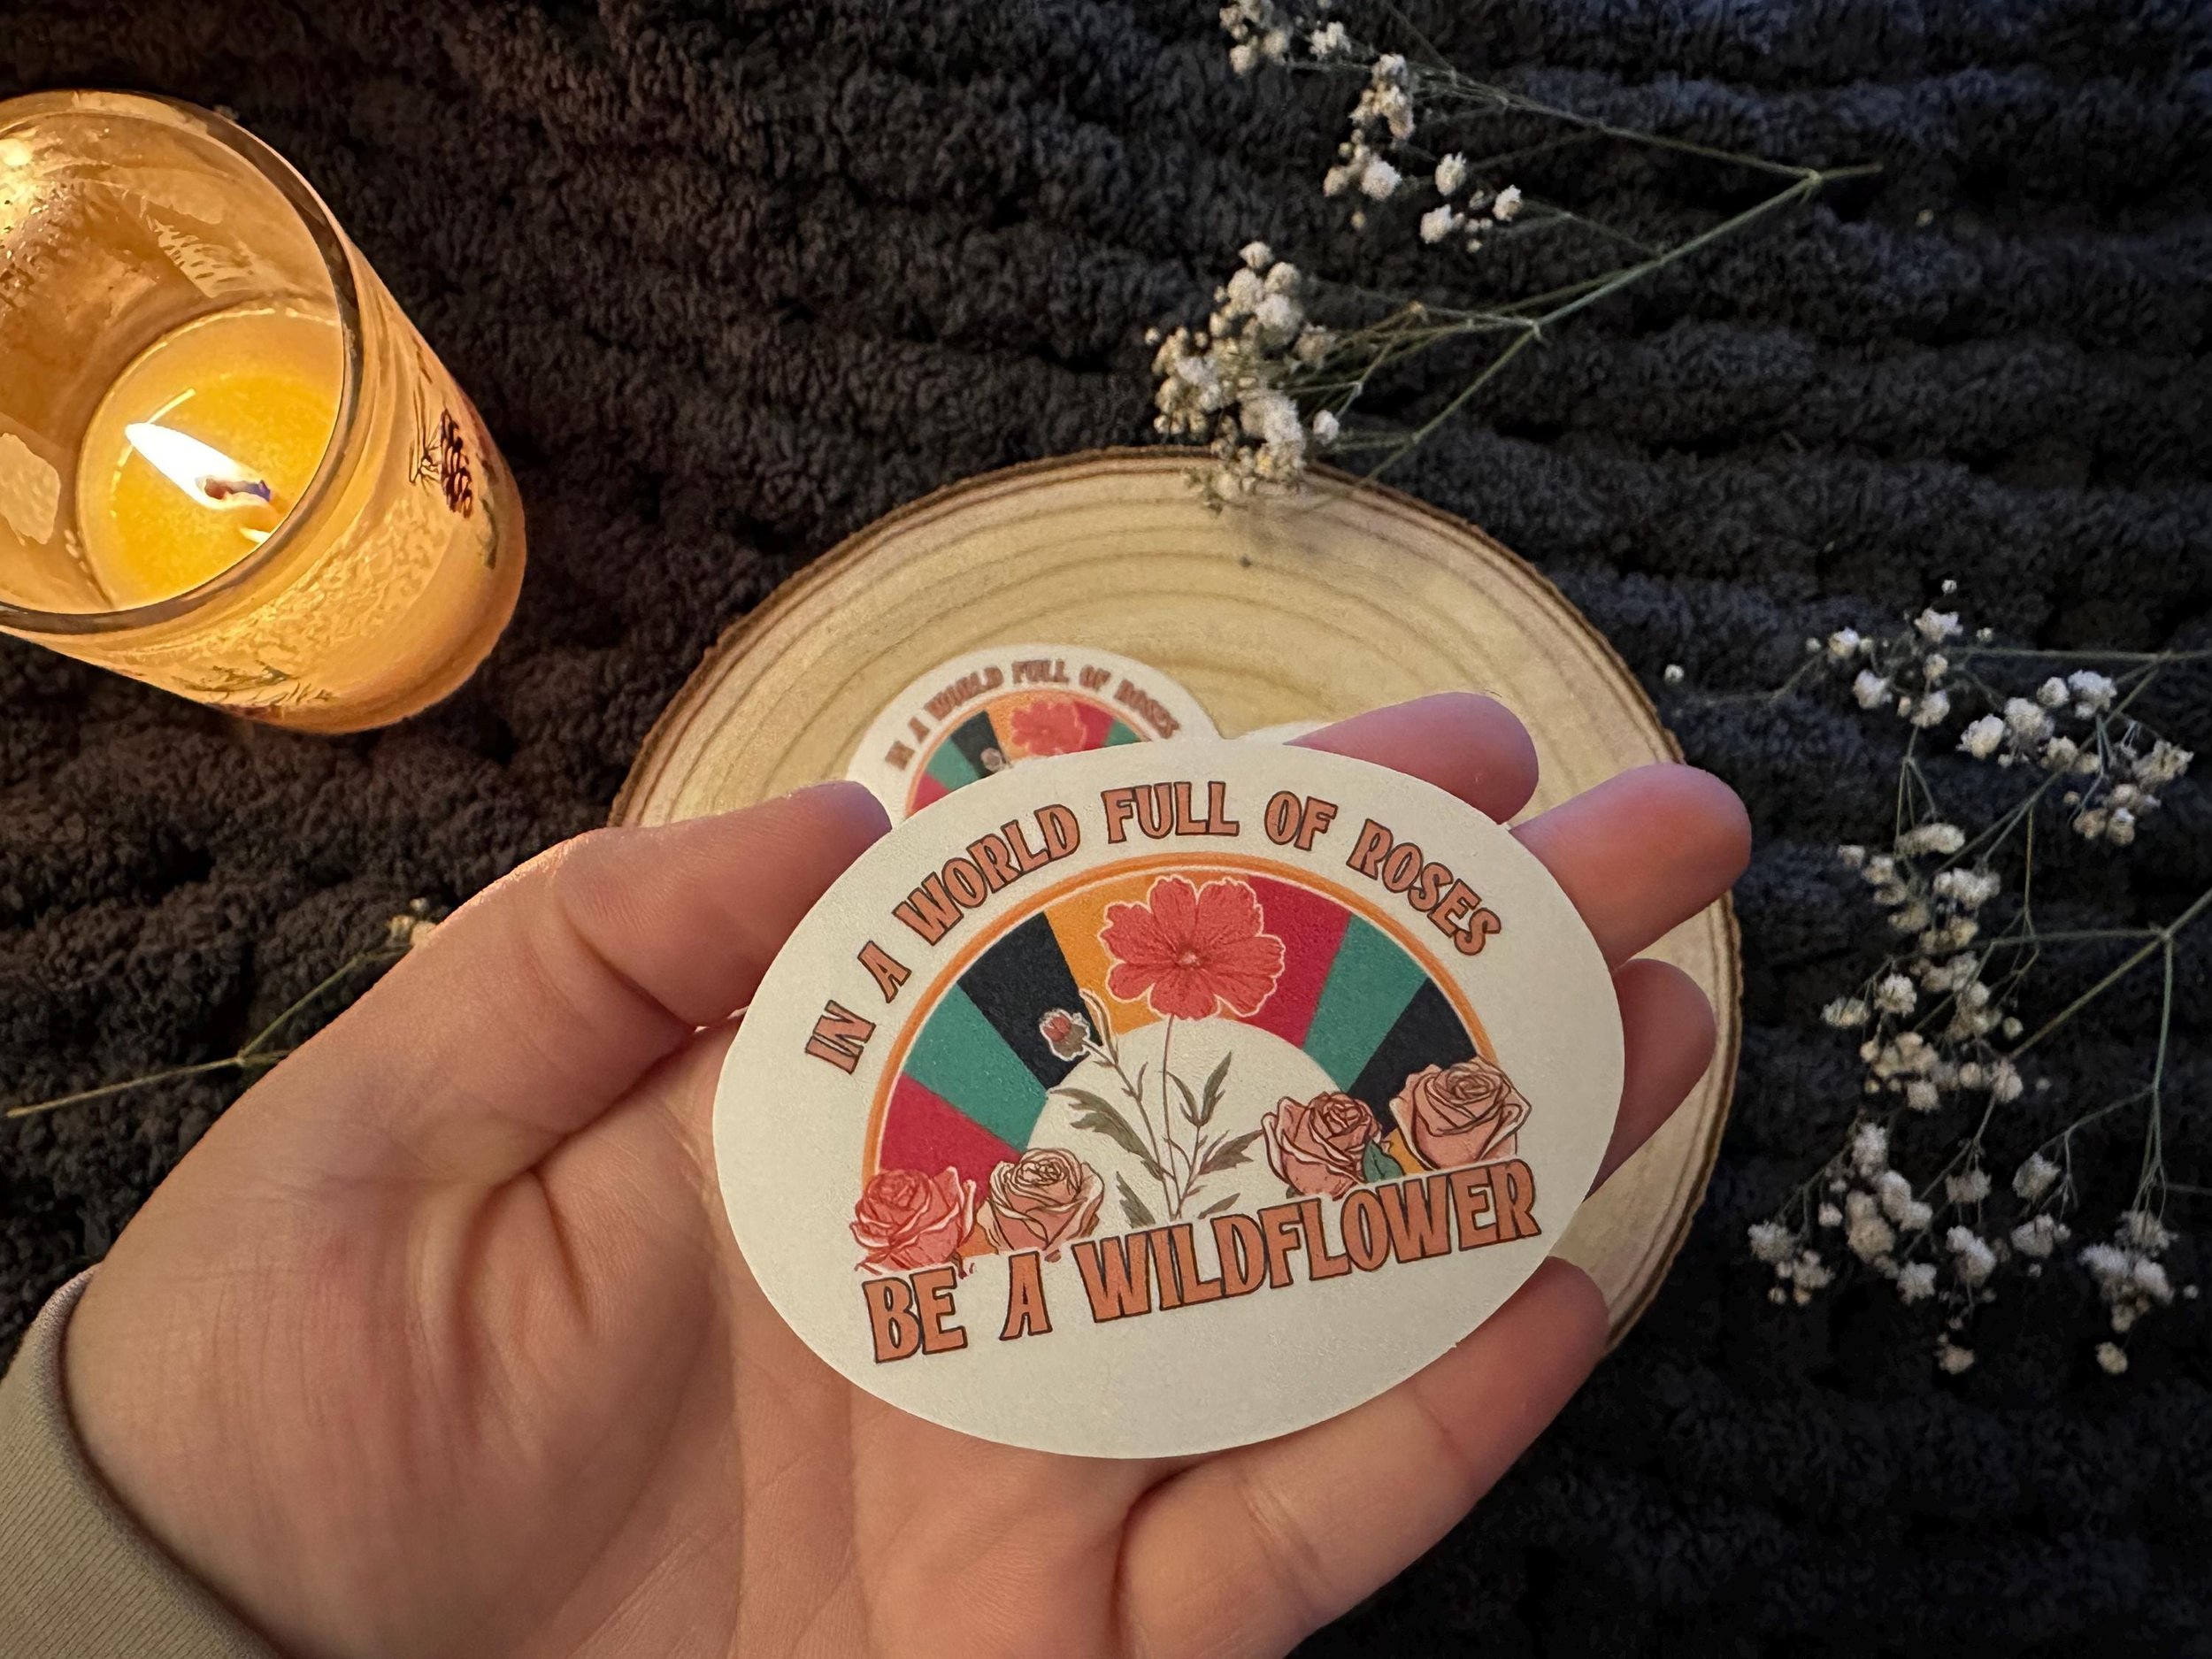 IN A WORLD FULL OF ROSES
IN A WORLD FULL OF ROSES
BE A WILDFLOWER